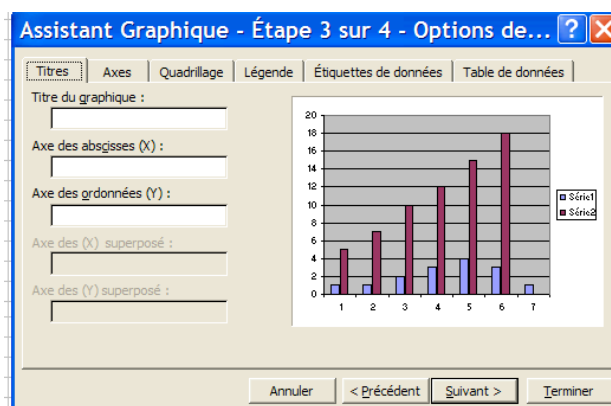 Assistant Graphique - Étape 3 sur 4 - Options de... ? X
Titres Axes Quadrillage Légende Étiquettes de données Table de données
Titre du graphique :
Axe des abscisses (X) :
Axe des ordonnées (Y) :
Axe des (X) superposé :
Axe des (Y) superposé :
20
18
16
14
12
10
8
6
4
2
0
1 2 3 4 5 6 7
Série1
Série2
Annuler < Précédent Suivant > Terminer